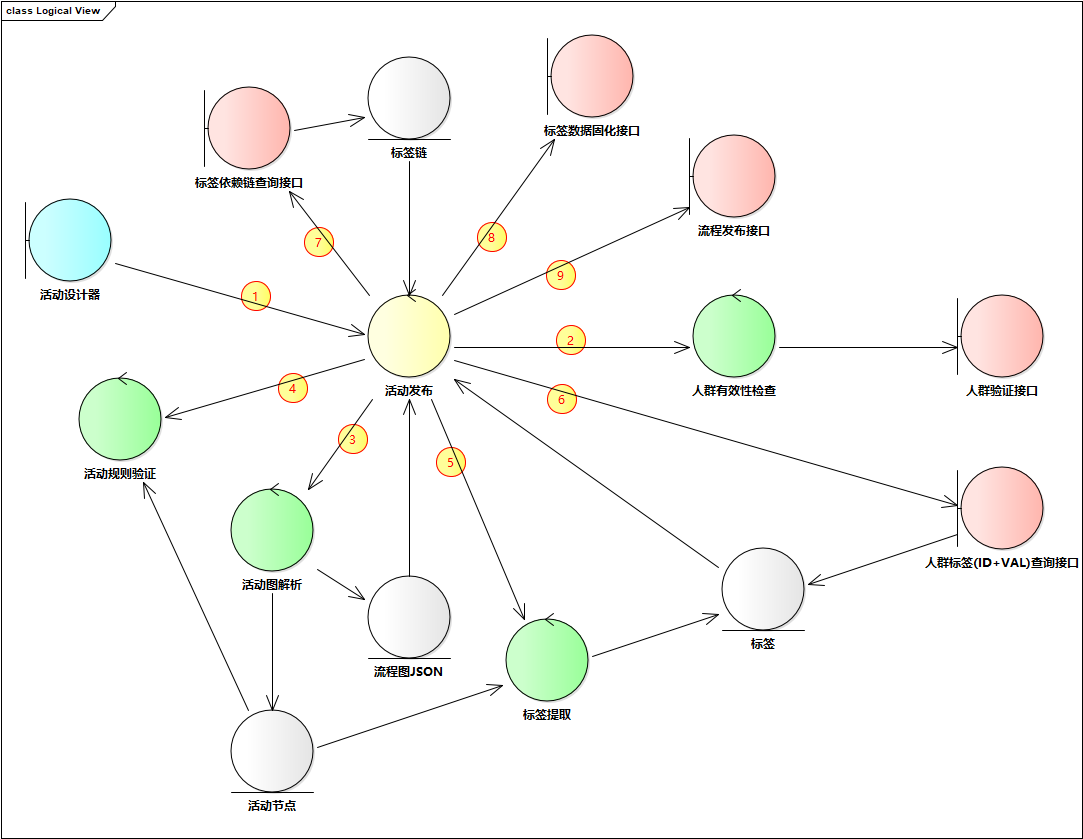 class Logical View
标签数据固化接口
标签链
标签依赖链查询接口
流程发布接口
7
8
9
活动设计器
1
2
活动发布
人群有效性检查
人群验证接口
4
6
3
5
活动规则验证
人群标签(ID+VAL)查询接口
活动图解析
流程图JSON
标签
标签提取
活动节点